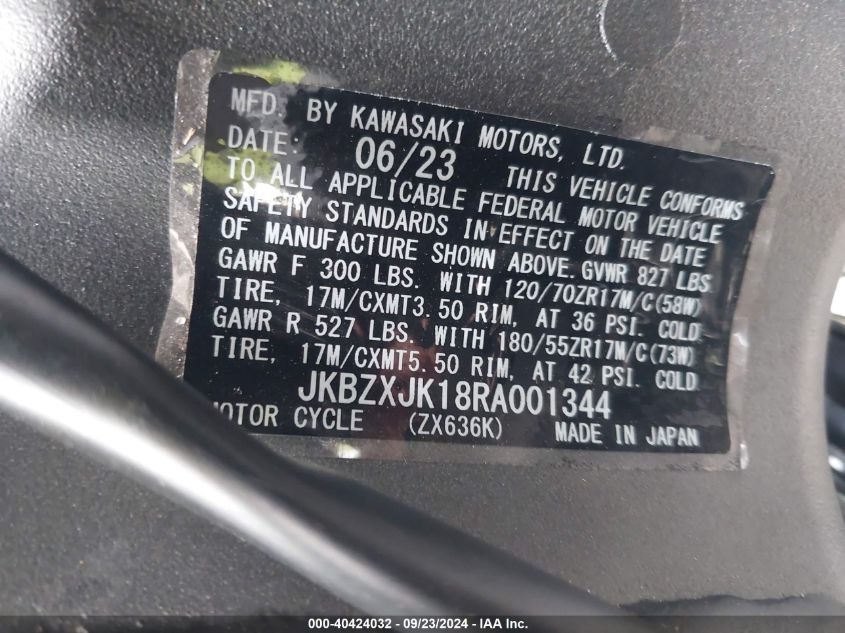 MFD. BY KAWASAKI MOTORS, LTD.
DATE: 06/23 THIS VEHICLE CONFORMS
TO ALL APPLICABLE FEDERAL MOTOR VEHICLE
SAFETY STANDARDS IN EFFECT ON THE DATE
OF MANUFACTURE SHOWN ABOVE. GVWR 827 LBS
GAWR F 300 LBS. WITH 120/70ZR17M/C(58W)
TIRE, 17M/CXMT3.50 RIM, AT 36 PSI. COLD
GAWR R 527 LBS. WITH 180/55ZR17M/C(73W)
TIRE, 17M/CXMT5.50 RIM, AT 42 PSI. COLD
JKBZXJK18RA001344
MOTOR CYCLE (ZX636K) MADE IN JAPAN
000-40424032 - 09/23/2024 - IAA Inc.